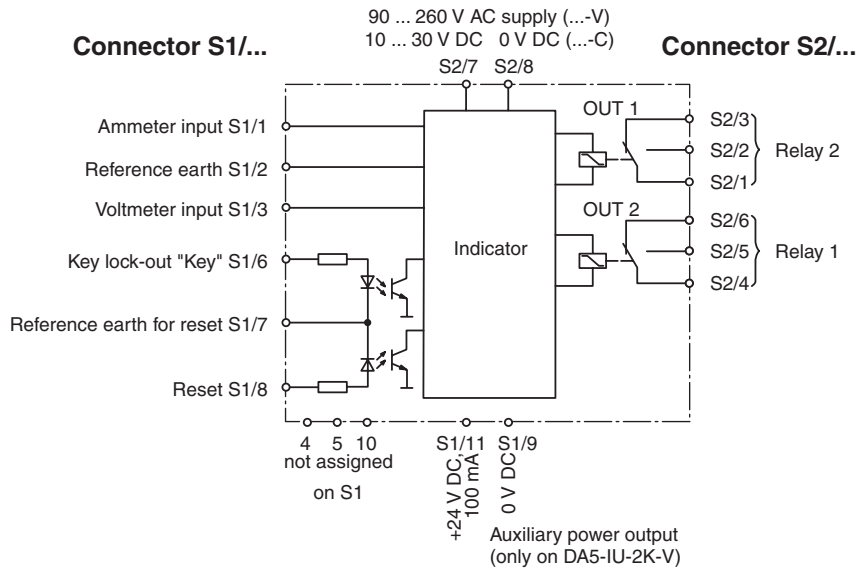 90 ... 260 V AC supply (...-V)
10 ... 30 V DC 0 V DC (...-C)
Connector S1/...
Connector S2/...
S2/7 S2/8
Ammeter input S1/1
Reference earth S1/2
Voltmeter input S1/3
Key lock-out "Key" S1/6
Reference earth for reset S1/7
Reset S1/8
Indicator
OUT 1
S2/3
S2/2
S2/1
Relay 2
OUT 2
S2/6
S2/5
S2/4
Relay 1
4 5 10
not assigned
on S1
S1/11 S1/9
+24 V DC,
100 mA
0 V DC
Auxiliary power output
(only on DA5-IU-2K-V)